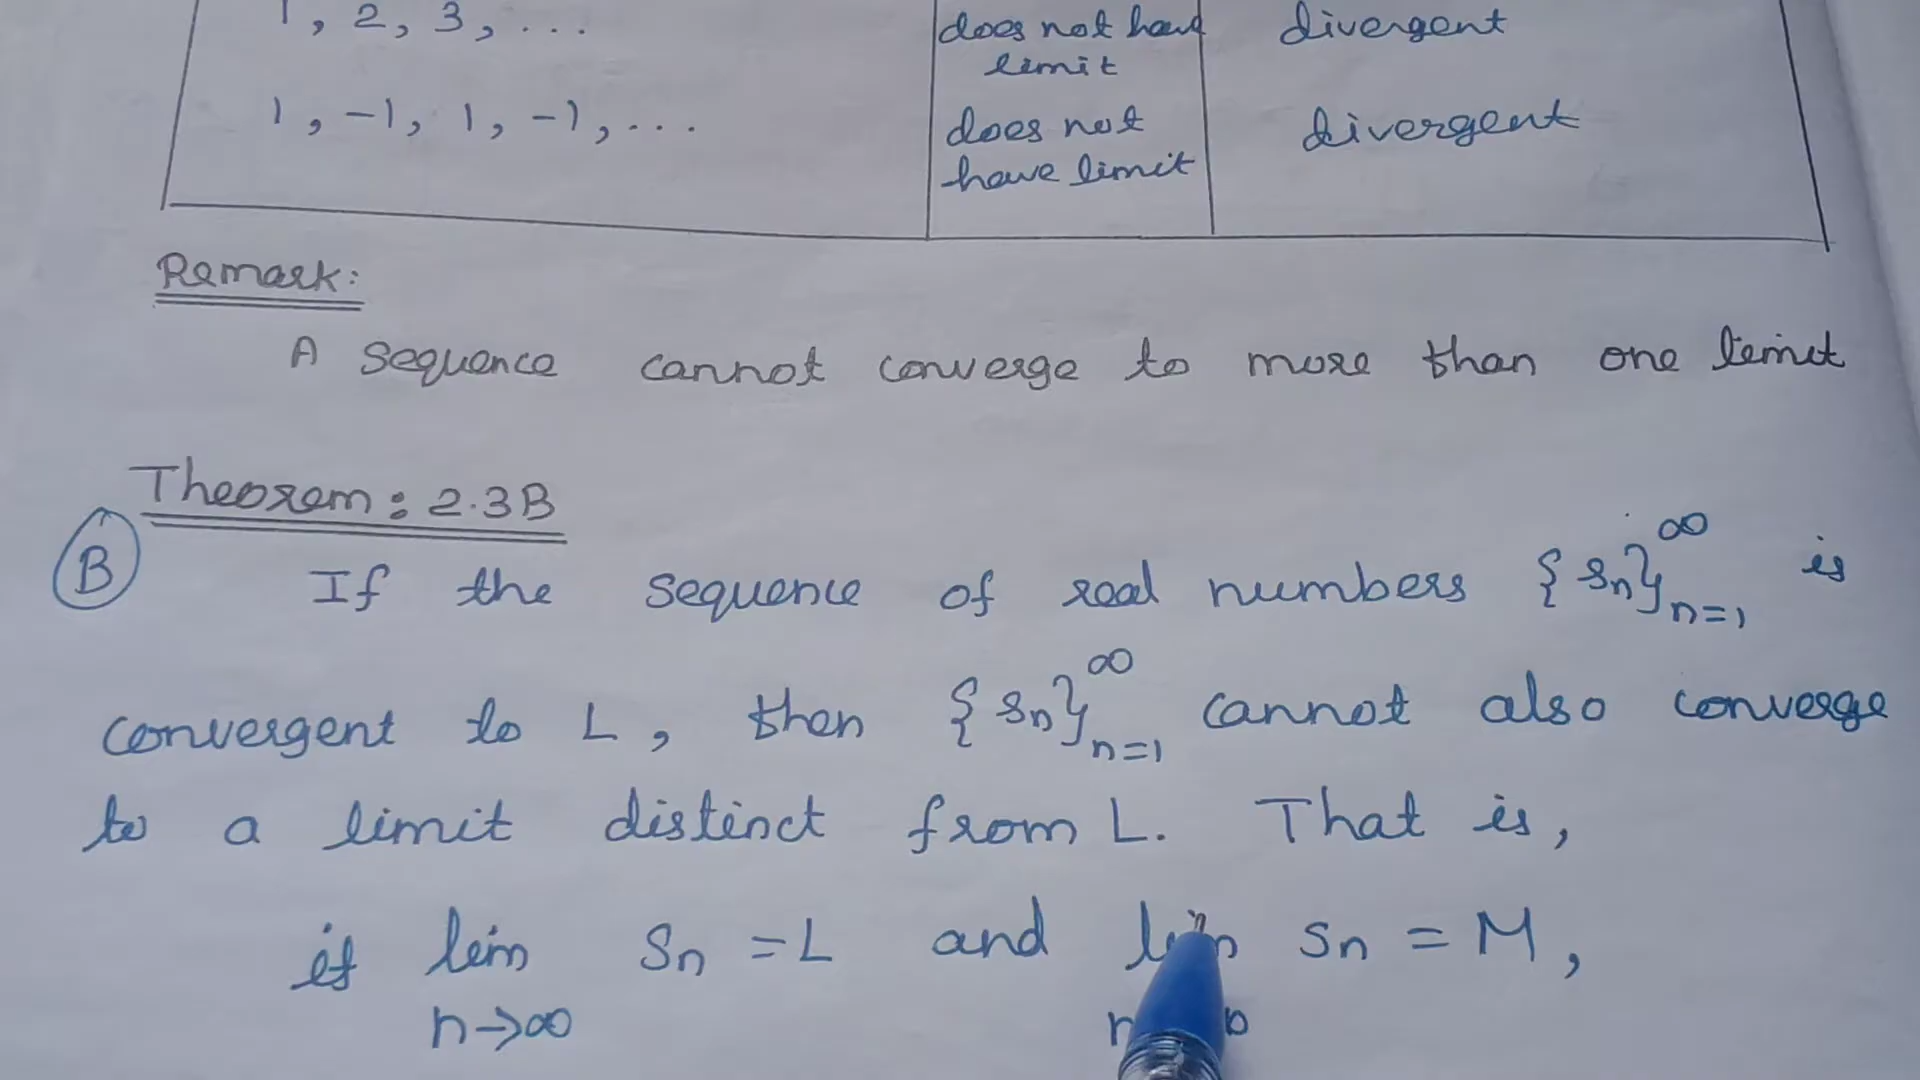 1, 2, 3, ... does not have divergent
limit
1, -1, 1, -1, ... does not divergent
have limit
Remark:
A sequence cannot converge to more than one limit
Theorem: 2.3B
B
If the sequence of real numbers {sn}∞n=1 is
convergent to L, then {sn}∞n=1 cannot also converge
to a limit distinct from L. That is,
if lim sn = L and lim sn = M,
n→∞